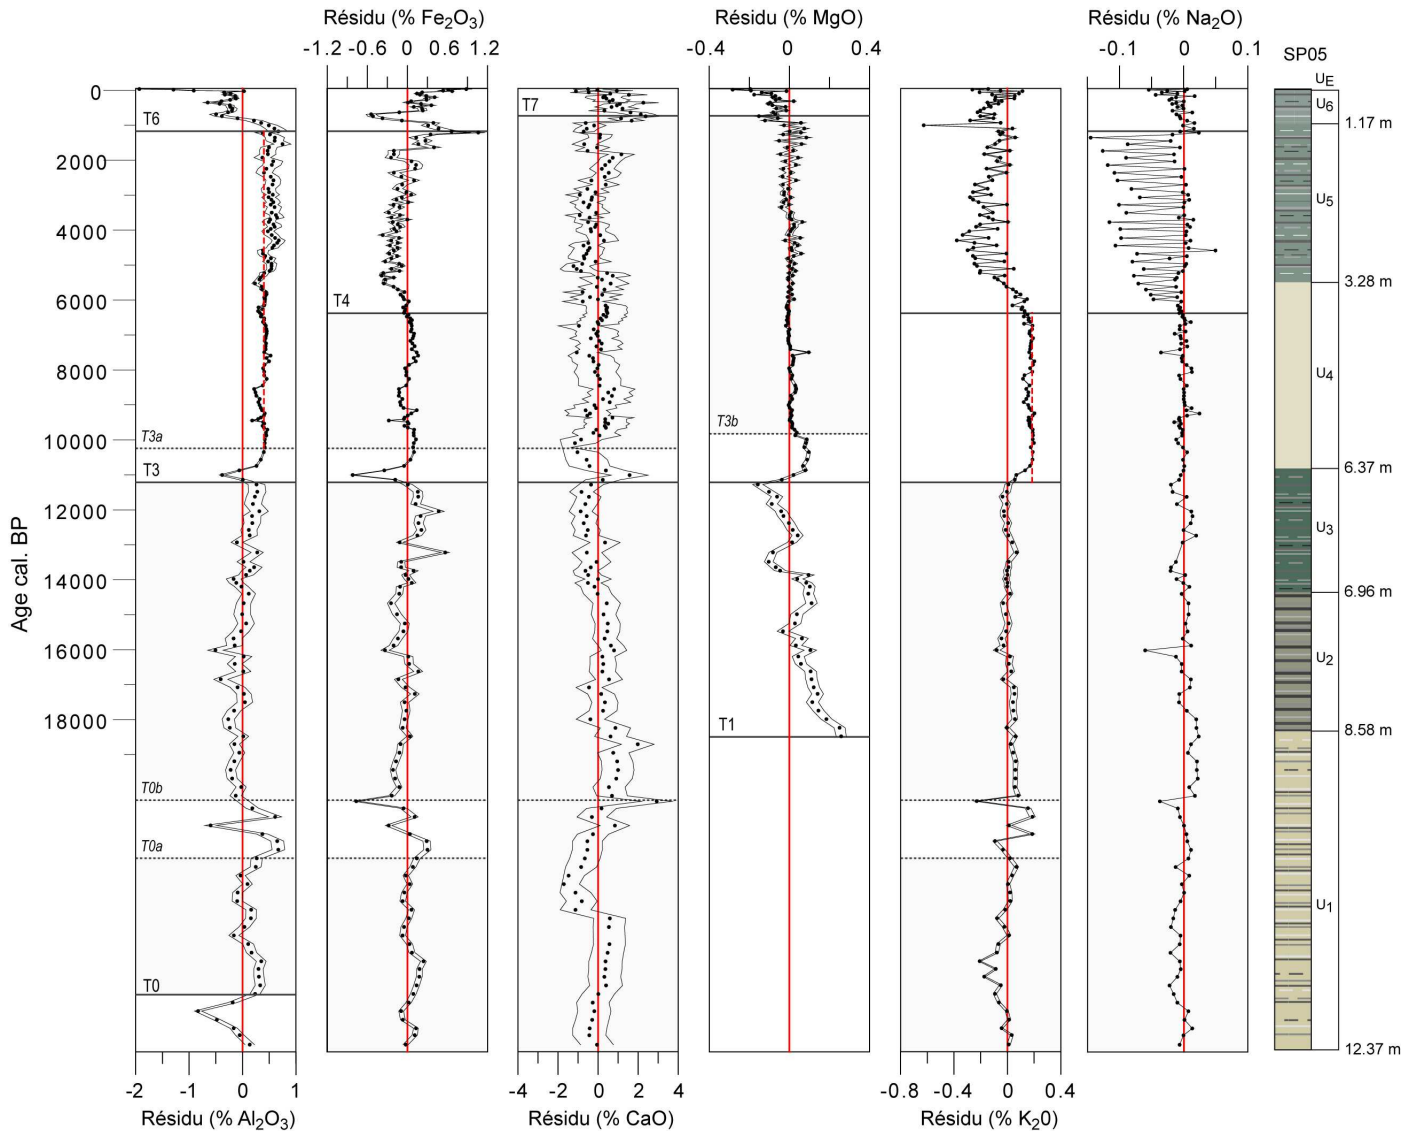 Résidu (% Fe₂O₃)
Résidu (% MgO)
Résidu (% Na₂O)
-1.2 -0.6 0 0.6 1.2
-0.4 0 0.4
-0.1 0 0.1
SP05
Age cal. BP
0
2000
4000
6000
8000
10000
12000
14000
16000
18000
T6
T3a
T3
T0b
T0a
T0
T4
T7
T3b
T1
UE
U6
1.17 m
U5
3.28 m
U4
6.37 m
U3
6.96 m
U2
8.58 m
U1
12.37 m
-2 -1 0 1
-4 -2 0 2 4
-0.8 -0.4 0 0.4
Résidu (% Al₂O₃)
Résidu (% CaO)
Résidu (% K₂0)